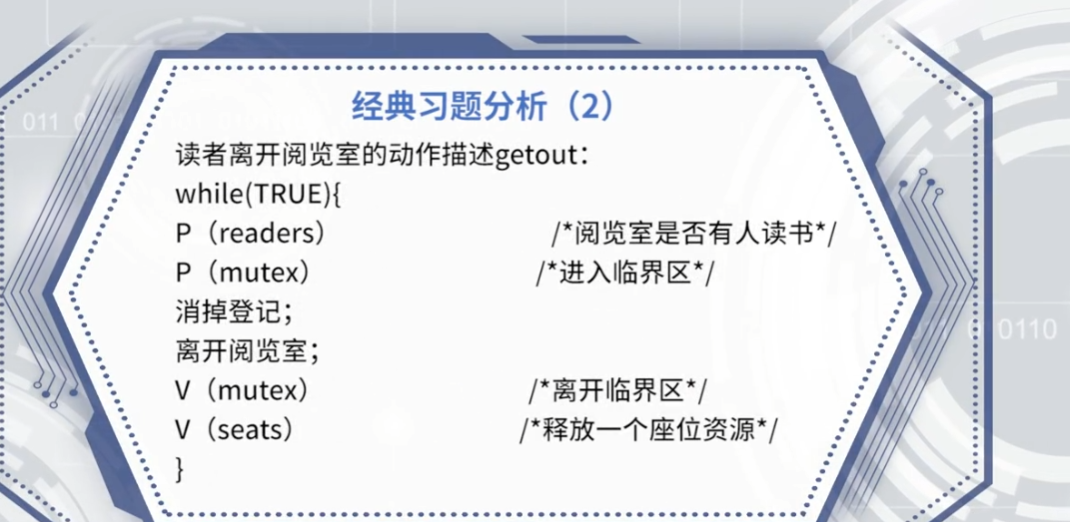 经典习题分析（2）
读者离开阅览室的动作描述getout：
while(TRUE){
P（readers） /*阅览室是否有人读书*/
P（mutex） /*进入临界区*/
消掉登记；
离开阅览室；
V（mutex） /*离开临界区*/
V（seats） /*释放一个座位资源*/
}
011
0 0110